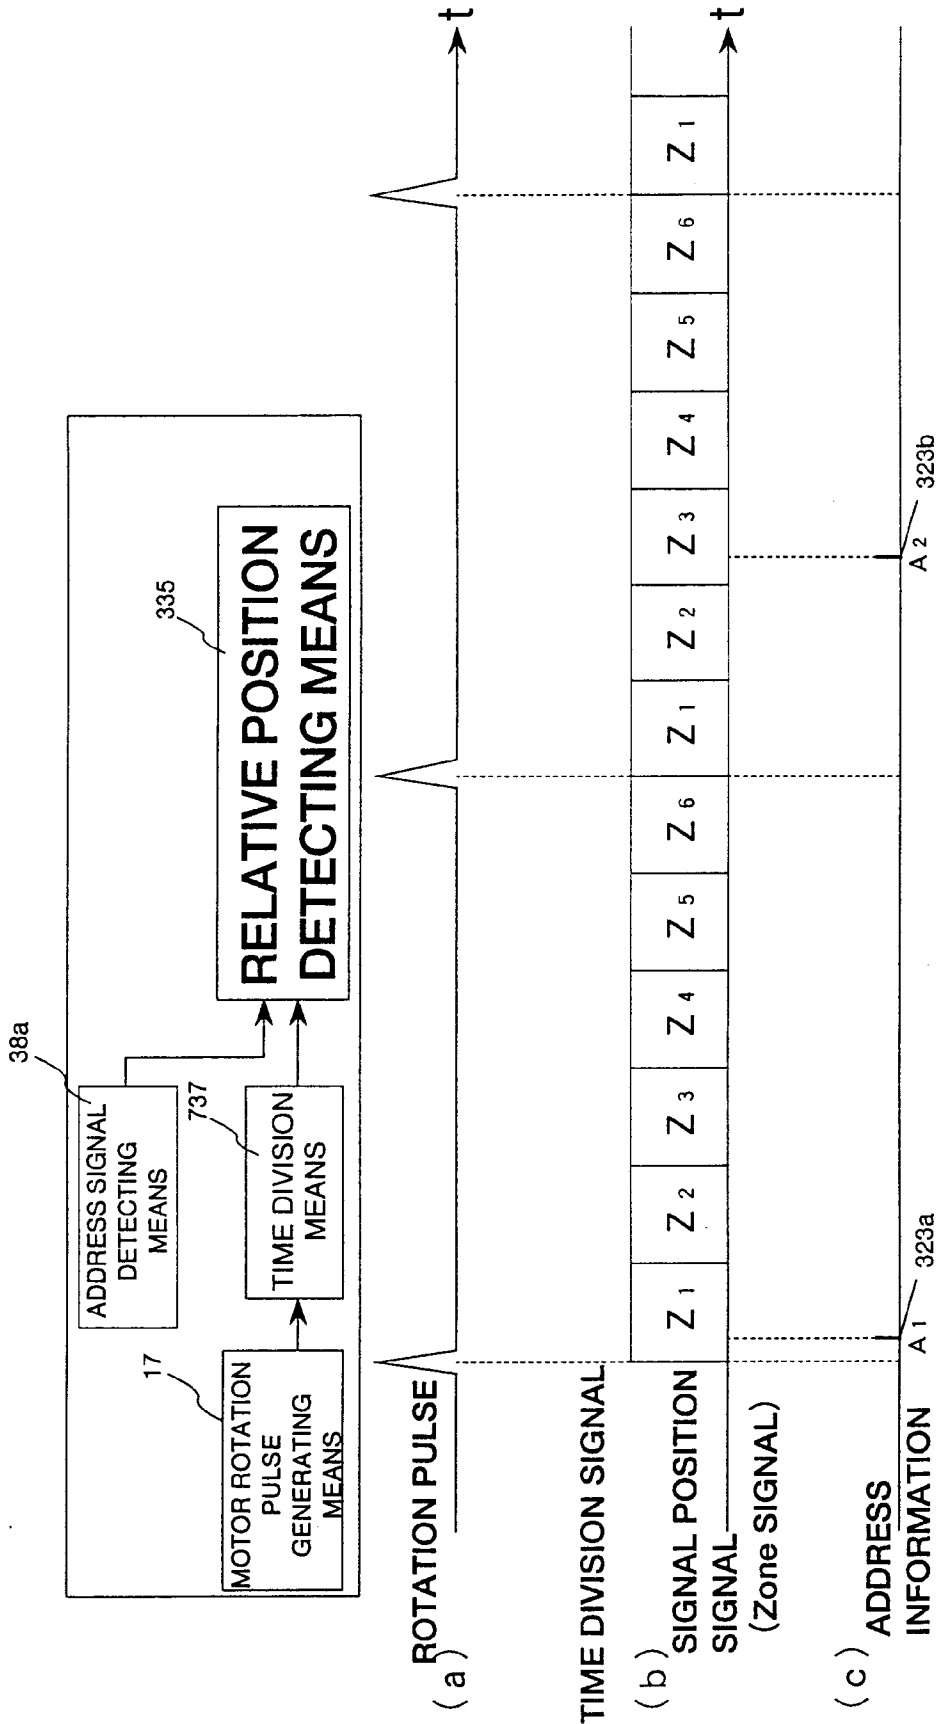 38a
ADDRESS SIGNAL
DETECTING
MEANS
17
MOTOR ROTATION
PULSE
GENERATING
MEANS
737
TIME DIVISION
MEANS
335
RELATIVE POSITION
DETECTING MEANS
ROTATION PULSE
(a)
t
TIME DIVISION SIGNAL
(b)
SIGNAL POSITION
SIGNAL
(Zone SIGNAL)
Z1 Z2 Z3 Z4 Z5 Z6 Z1 Z2 Z3 Z4 Z5 Z6 Z1
t
(c)
ADDRESS
INFORMATION
A1
323a
A2
323b